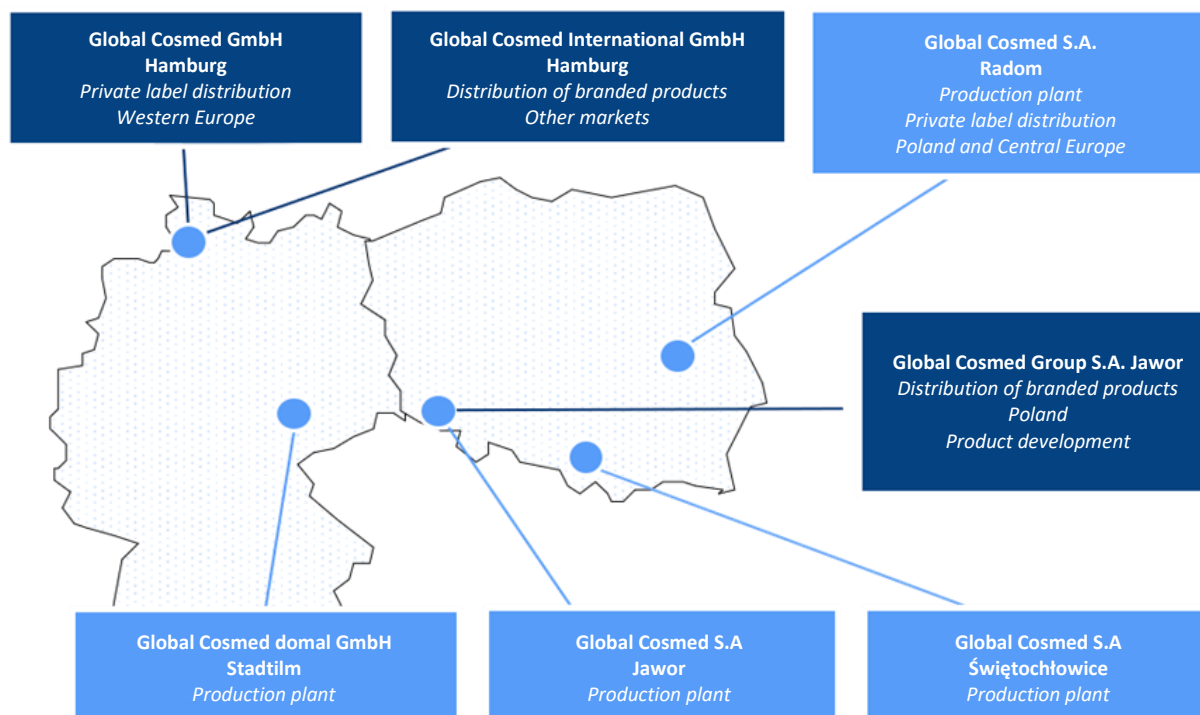 Global Cosmed GmbH
Hamburg
Private label distribution
Western Europe
Global Cosmed International GmbH
Hamburg
Distribution of branded products
Other markets
Global Cosmed S.A.
Radom
Production plant
Private label distribution
Poland and Central Europe
Global Cosmed Group S.A. Jawor
Distribution of branded products
Poland
Product development
Global Cosmed domal GmbH
Stadtilm
Production plant
Global Cosmed S.A
Jawor
Production plant
Global Cosmed S.A
Świętochłowice
Production plant